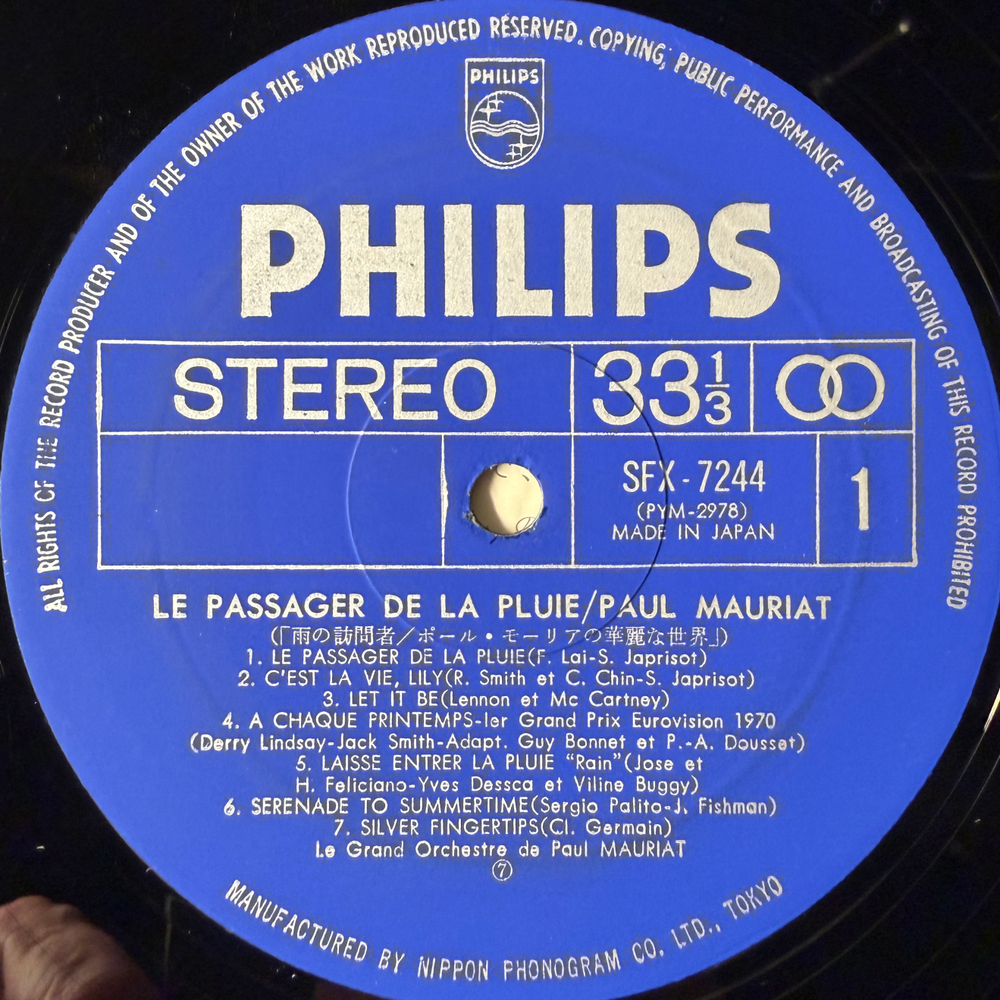 ALL RIGHTS OF THE RECORD PRODUCER AND OF THE OWNER OF THE WORK REPRODUCED RESERVED. COPYING, PUBLIC PERFORMANCE AND BROADCASTING OF THIS RECORD PROHIBITED
PHILIPS
PHILIPS
STEREO 33 1/3
SFX-7244 1
(PYM-2978)
MADE IN JAPAN
LE PASSAGER DE LA PLUIE/PAUL MAURIAT
(「雨の訪問者／ポール・モーリアの華麗な世界」)
1. LE PASSAGER DE LA PLUIE(F. Lai-S. Japrisot)
2. C'EST LA VIE, LILY(R. Smith et C. Chin-S. Japrisot)
3. LET IT BE(Lennon et Mc Cartney)
4. A CHAQUE PRINTEMPS-1er Grand Prix Eurovision 1970
(Derry Lindsay-Jack Smith-Adapt. Guy Bonnet et P.-A. Dousset)
5. LAISSE ENTRER LA PLUIE “Rain”(Jose et
H. Feliciano-Yves Dessca et Viline Buggy)
6. SERENADE TO SUMMERTIME(Sergio Palito-J. Fishman)
7. SILVER FINGERTIPS(Cl. Germain)
Le Grand Orchestre de Paul MAURIAT
⑦
MANUFACTURED BY NIPPON PHONOGRAM CO. LTD., TOKYO